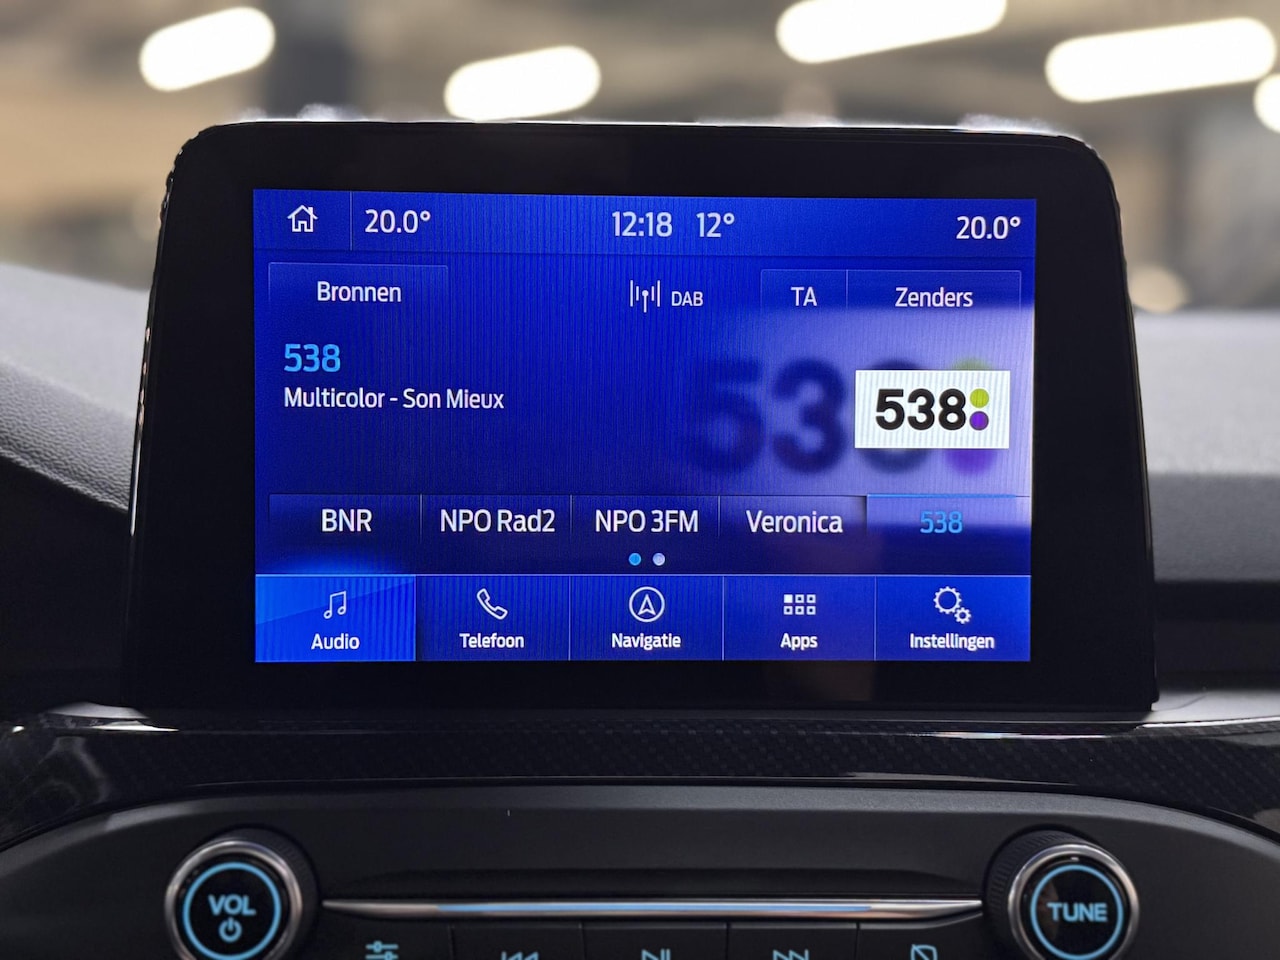 20.0° 12:18 12° 20.0°
Bronnen DAB TA Zenders
538
Multicolor - Son Mieux
538
538
BNR NPO Rad2 NPO 3FM Veronica 538
Audio Telefoon Navigatie Apps Instellingen
VOL TUNE